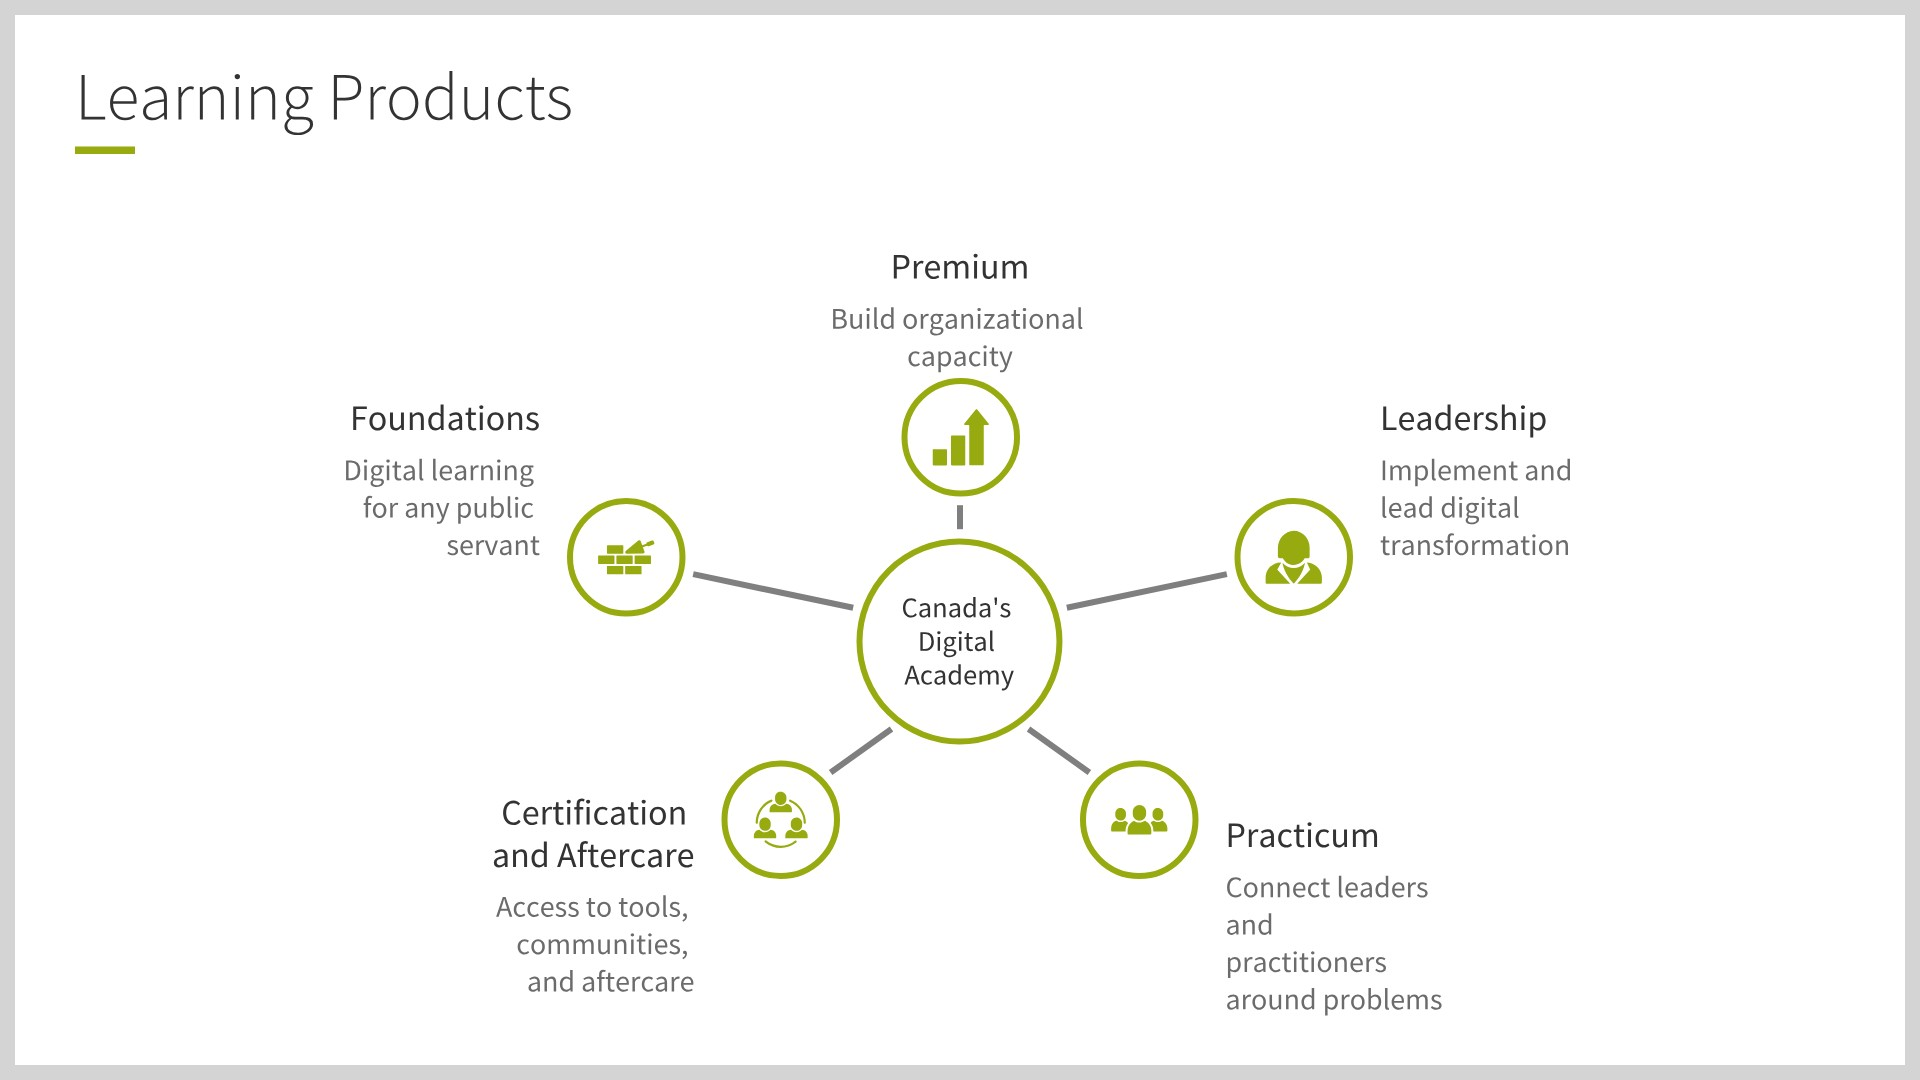 Learning Products
Premium
Build organizational
capacity
Foundations
Digital learning
for any public
servant
Leadership
Implement and
lead digital
transformation
Canada's
Digital
Academy
Certification
and Aftercare
Access to tools,
communities,
and aftercare
Practicum
Connect leaders
and
practitioners
around problems